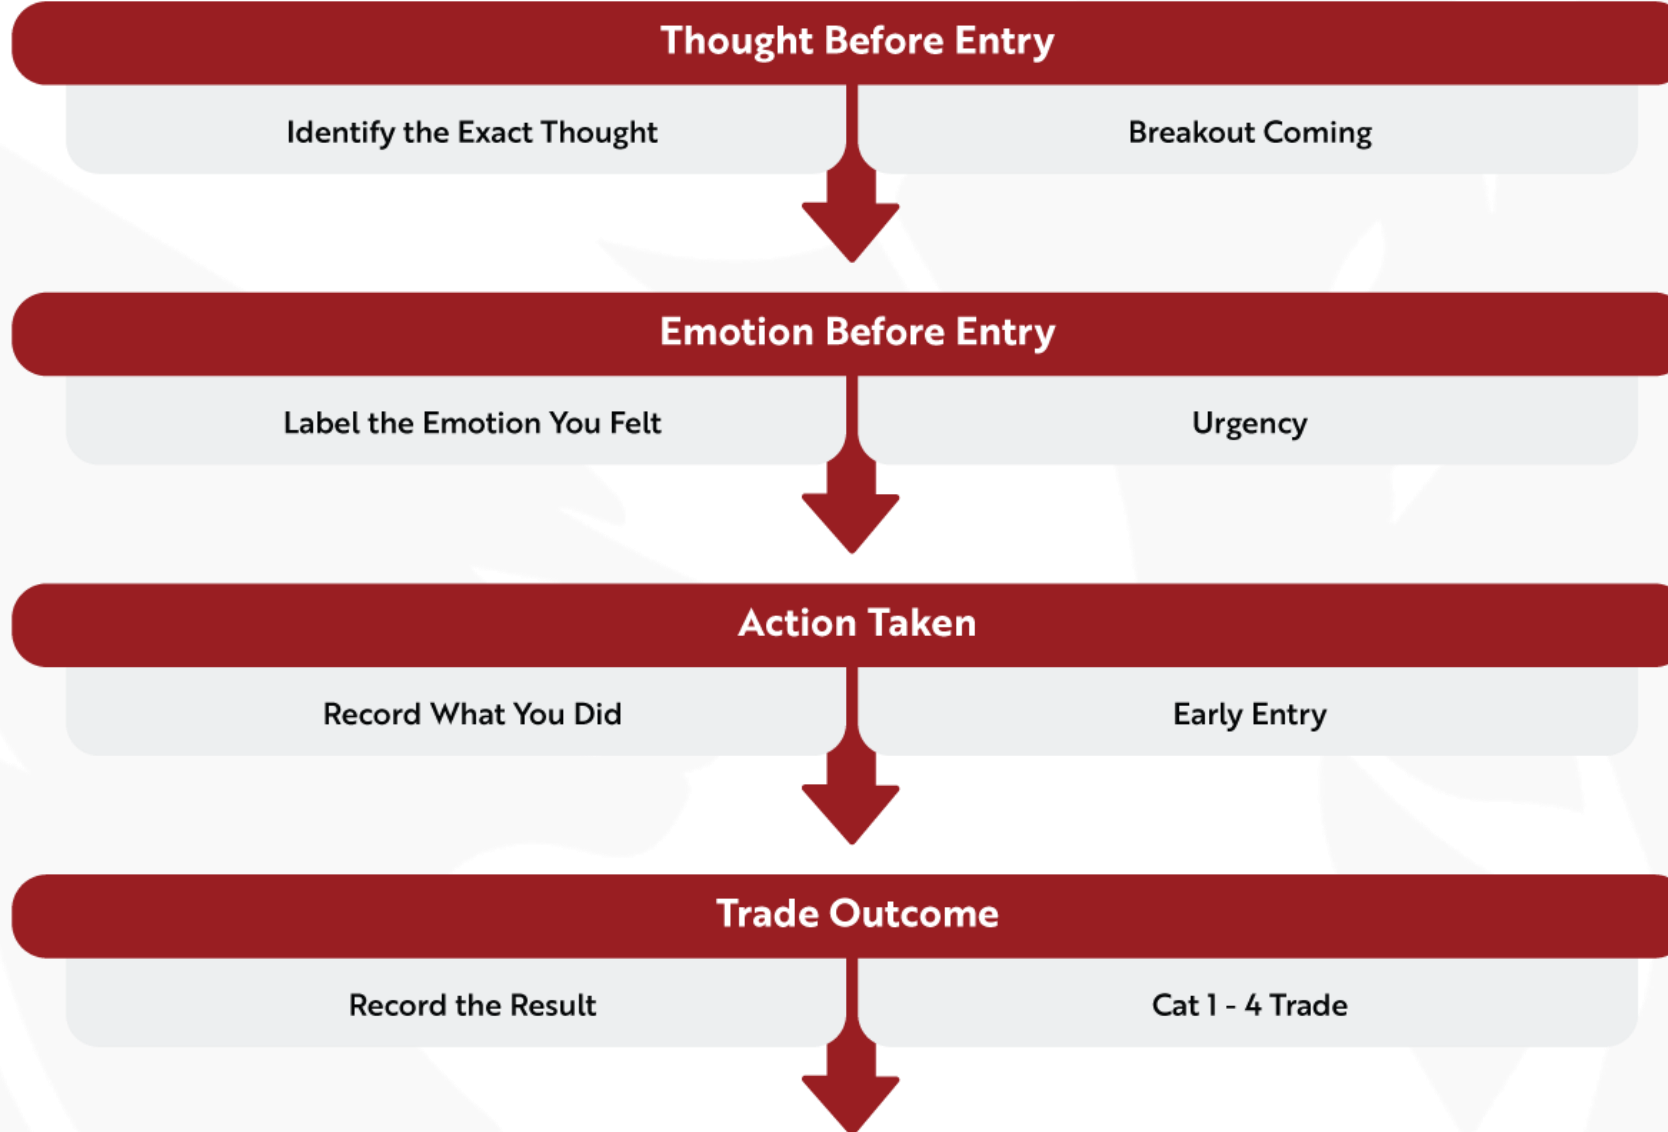 Thought Before Entry
Identify the Exact Thought
Breakout Coming
Emotion Before Entry
Label the Emotion You Felt
Urgency
Action Taken
Record What You Did
Early Entry
Trade Outcome
Record the Result
Cat 1 - 4 Trade